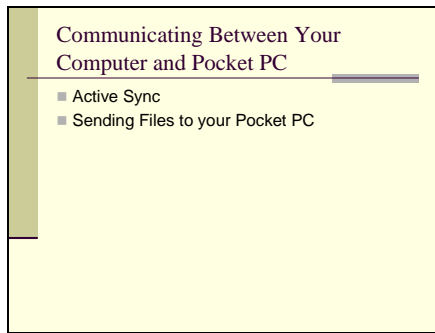 Communicating Between Your
Computer and Pocket PC
Active Sync
Sending Files to your Pocket PC